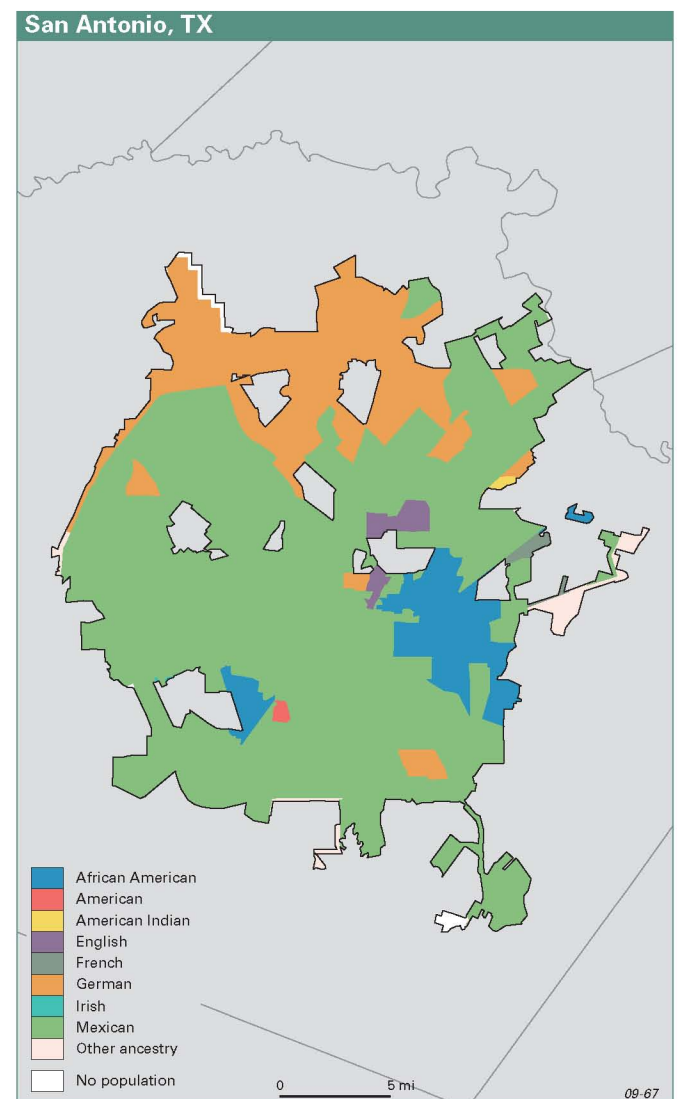 San Antonio, TX
African American
American
American Indian
English
French
German
Irish
Mexican
Other ancestry
No population
0 5 mi
09-67